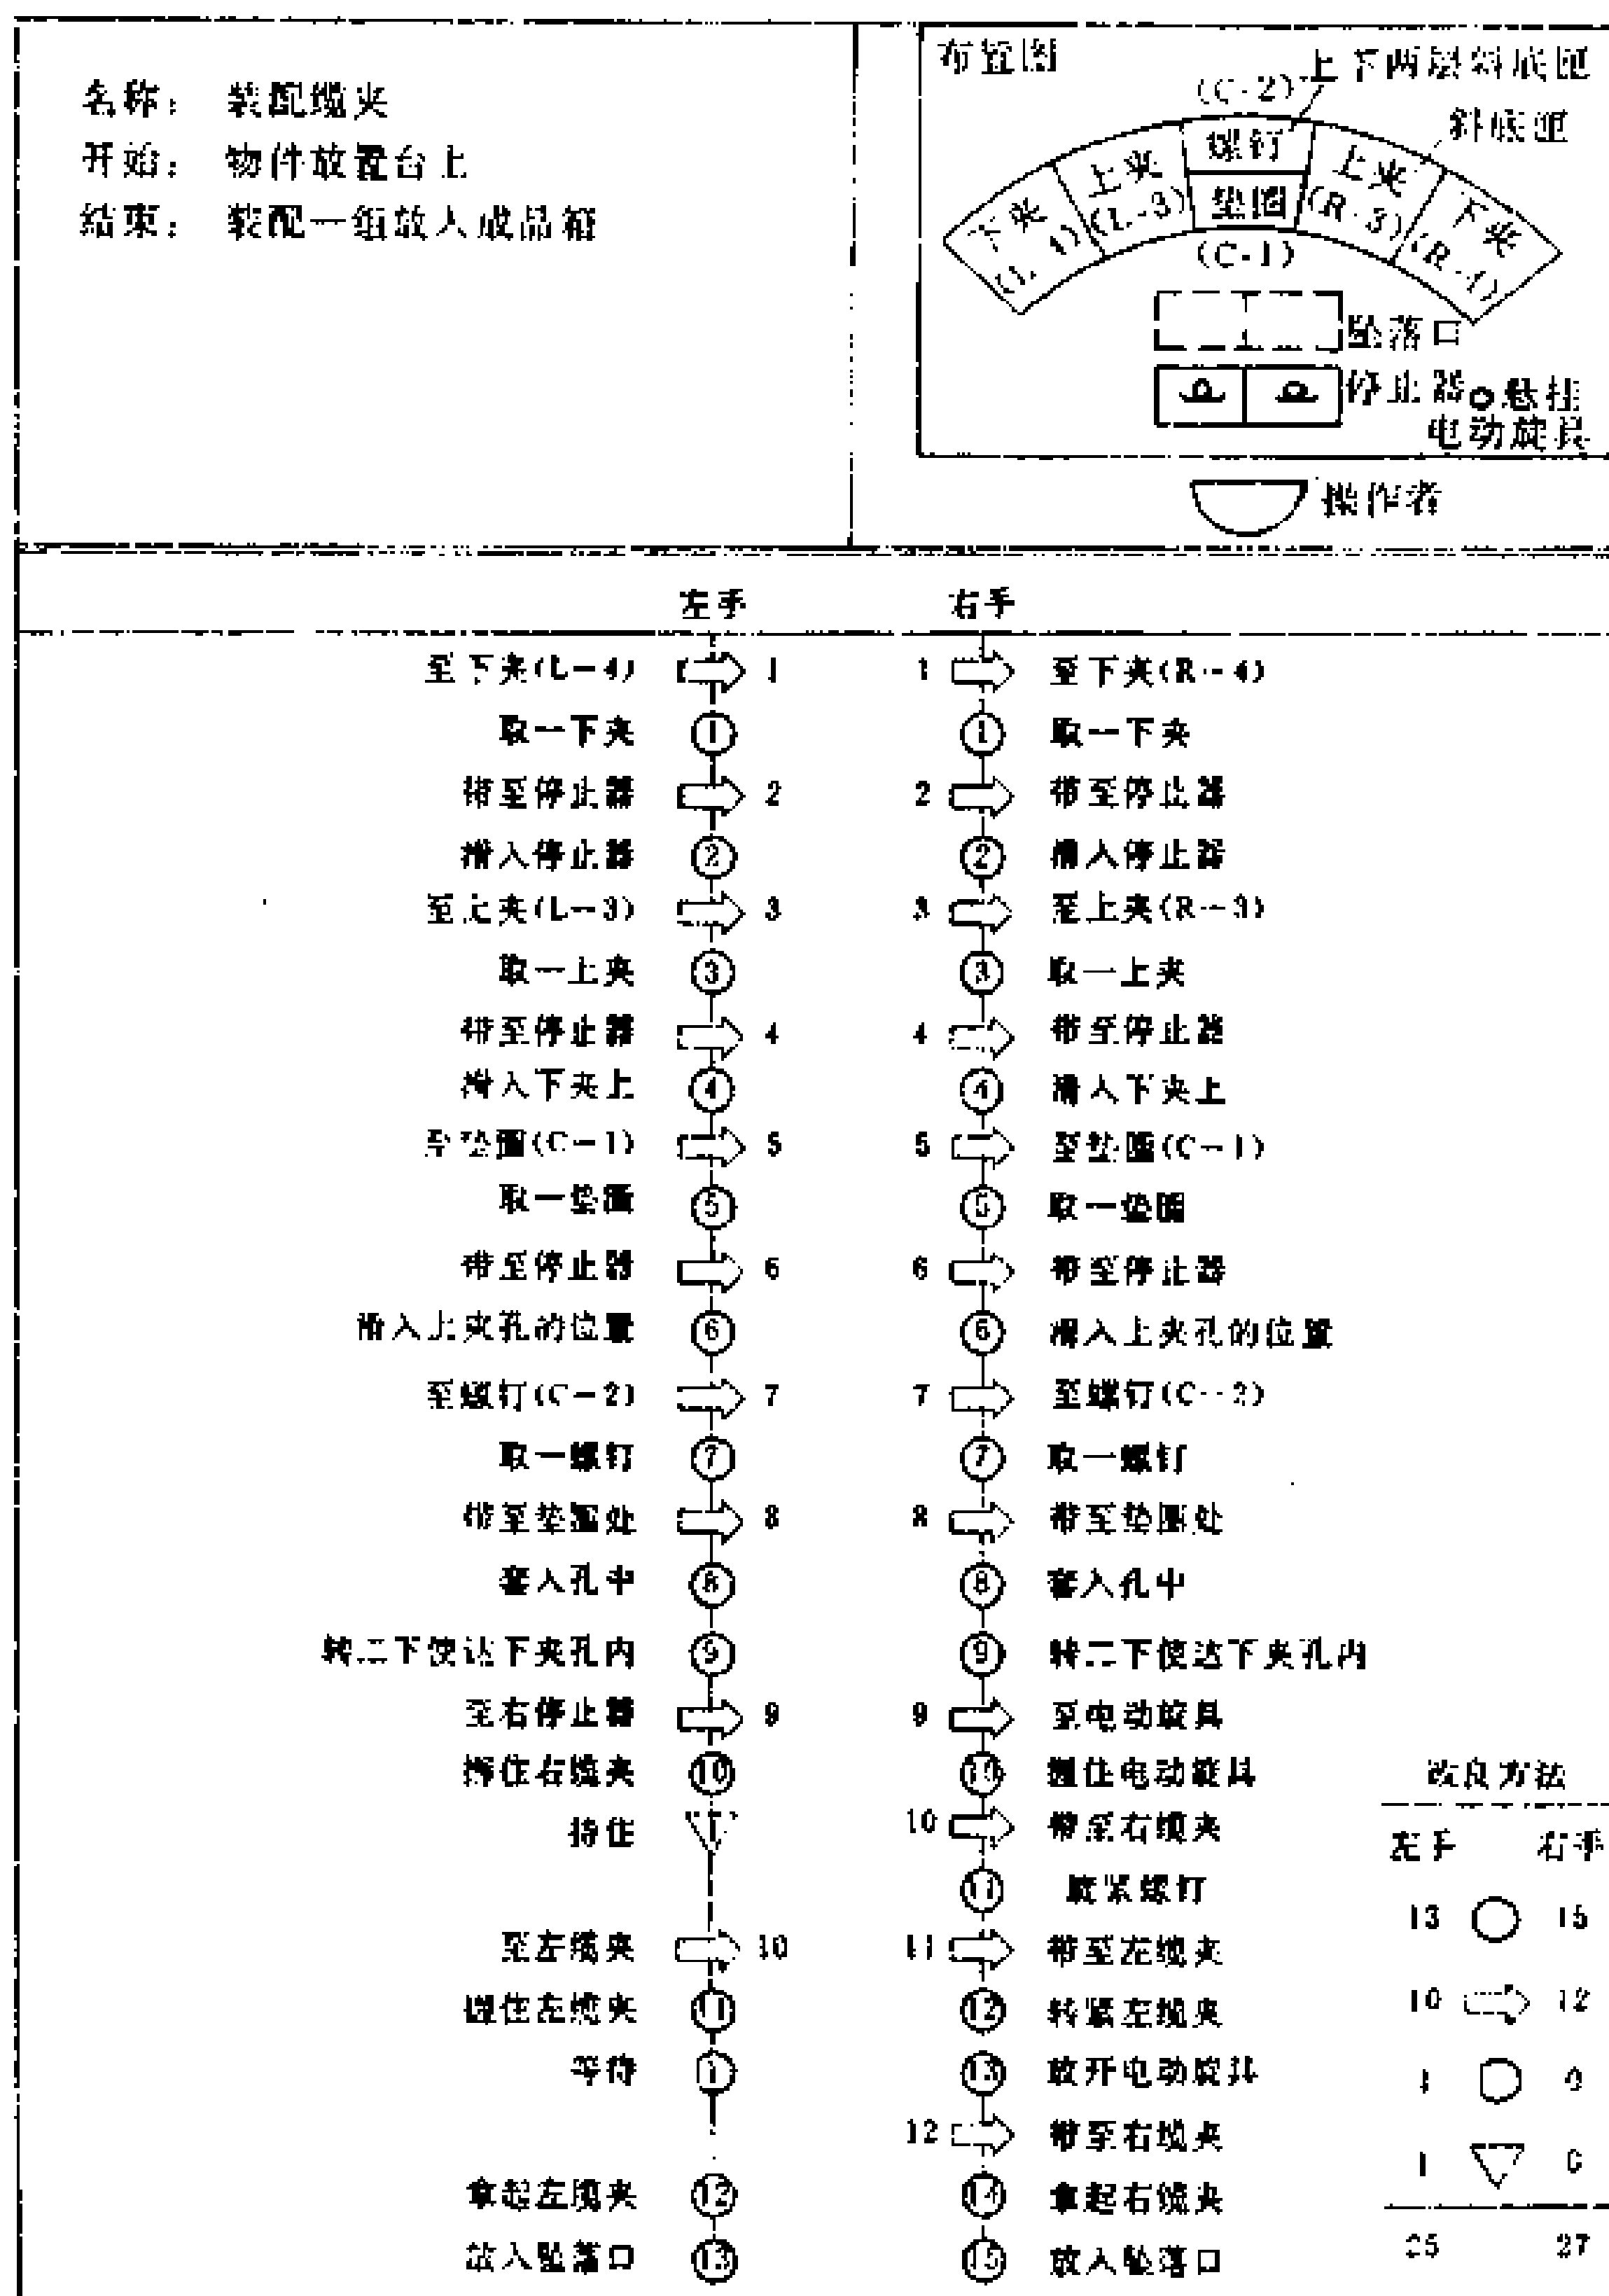 名称： 装配缆夹
开始： 物件放置台上
结束： 装配一组放入成品箱
布置图
上下两层斜底匣
(C-2)
斜底匣
螺钉
上夹
(L-3)
垫圈
上夹
(R-3)
下夹
(L-4)
下夹
(R-4)
(C-1)
坠落口
停止器
悬挂
电动旋具
操作者
左手 右手
至下夹(L-4) 1 1 至下夹(R-4)
取一下夹 1 1 取一下夹
带至停止器 2 2 带至停止器
滑入停止器 2 2 滑入停止器
至上夹(L-3) 3 3 至上夹(R-3)
取一上夹 3 3 取一上夹
带至停止器 4 4 带至停止器
滑入下夹上 4 4 滑入下夹上
至垫圈(C-1) 5 5 至垫圈(C-1)
取一垫圈 5 5 取一垫圈
带至停止器 6 6 带至停止器
滑入上夹孔的位置 6 6 滑入上夹孔的位置
至螺钉(C-2) 7 7 至螺钉(C-2)
取一螺钉 7 7 取一螺钉
带至垫圈处 8 8 带至垫圈处
套入孔中 8 8 套入孔中
转二下使达下夹孔内 9 9 转二下使达下夹孔内
至右停止器 9 9 至电动旋具
握住右缆夹 10 10 握住电动旋具
持住 1 10 带至右缆夹
11 旋紧螺钉
至左缆夹 10 11 带至左缆夹
握住左缆夹 11 12 转紧左缆夹
等待 1 13 放开电动旋具
12 带至右缆夹
拿起左缆夹 12 14 拿起右缆夹
放入坠落口 13 15 放入坠落口
改良方法
左手 右手
13 15
10 12
1 0
1 0
25 27